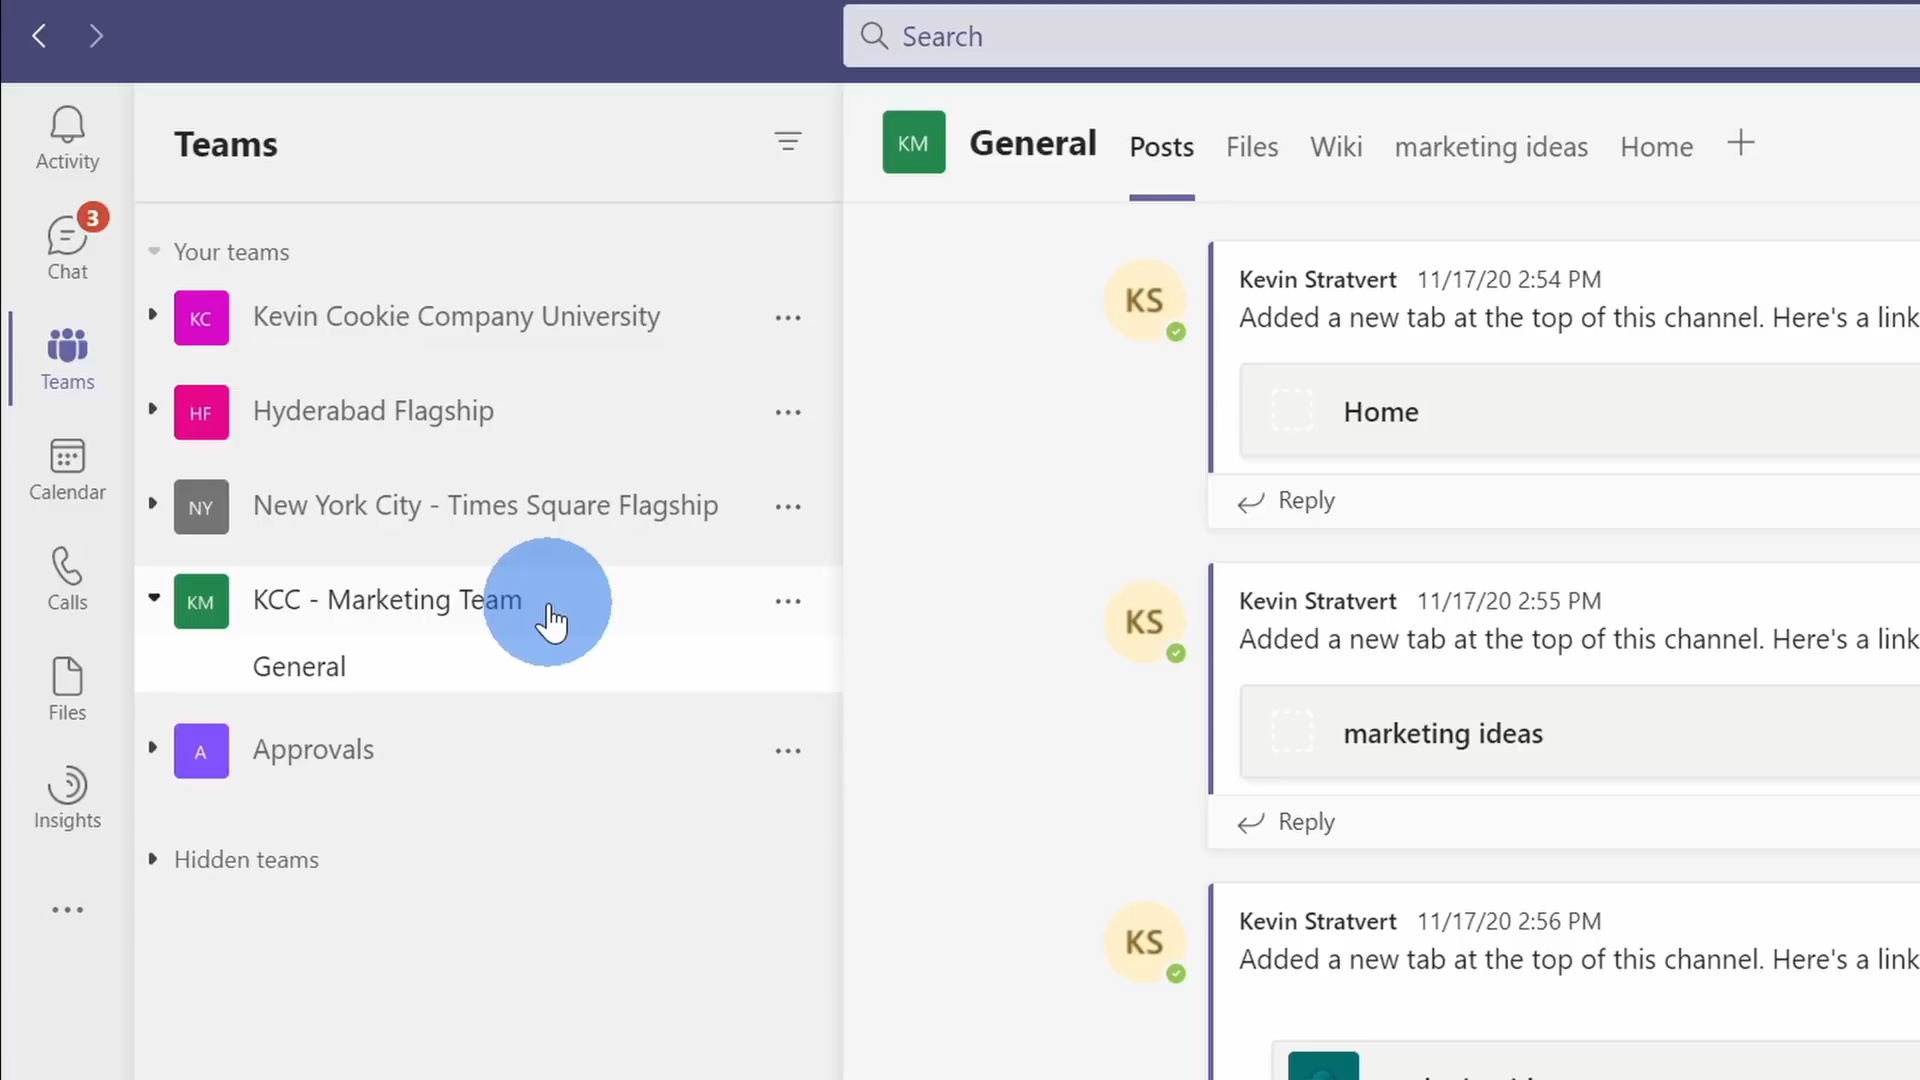 Search
Activity
3
Chat
Teams
Calendar
Calls
Files
Insights
Teams
Your teams
KC Kevin Cookie Company University
HF Hyderabad Flagship
NY New York City - Times Square Flagship
KM KCC - Marketing Team
General
A Approvals
Hidden teams
KM General Posts Files Wiki marketing ideas Home
KS Kevin Stratvert 11/17/20 2:54 PM
Added a new tab at the top of this channel. Here's a link
Home
Reply
KS Kevin Stratvert 11/17/20 2:55 PM
Added a new tab at the top of this channel. Here's a link
marketing ideas
Reply
KS Kevin Stratvert 11/17/20 2:56 PM
Added a new tab at the top of this channel. Here's a link